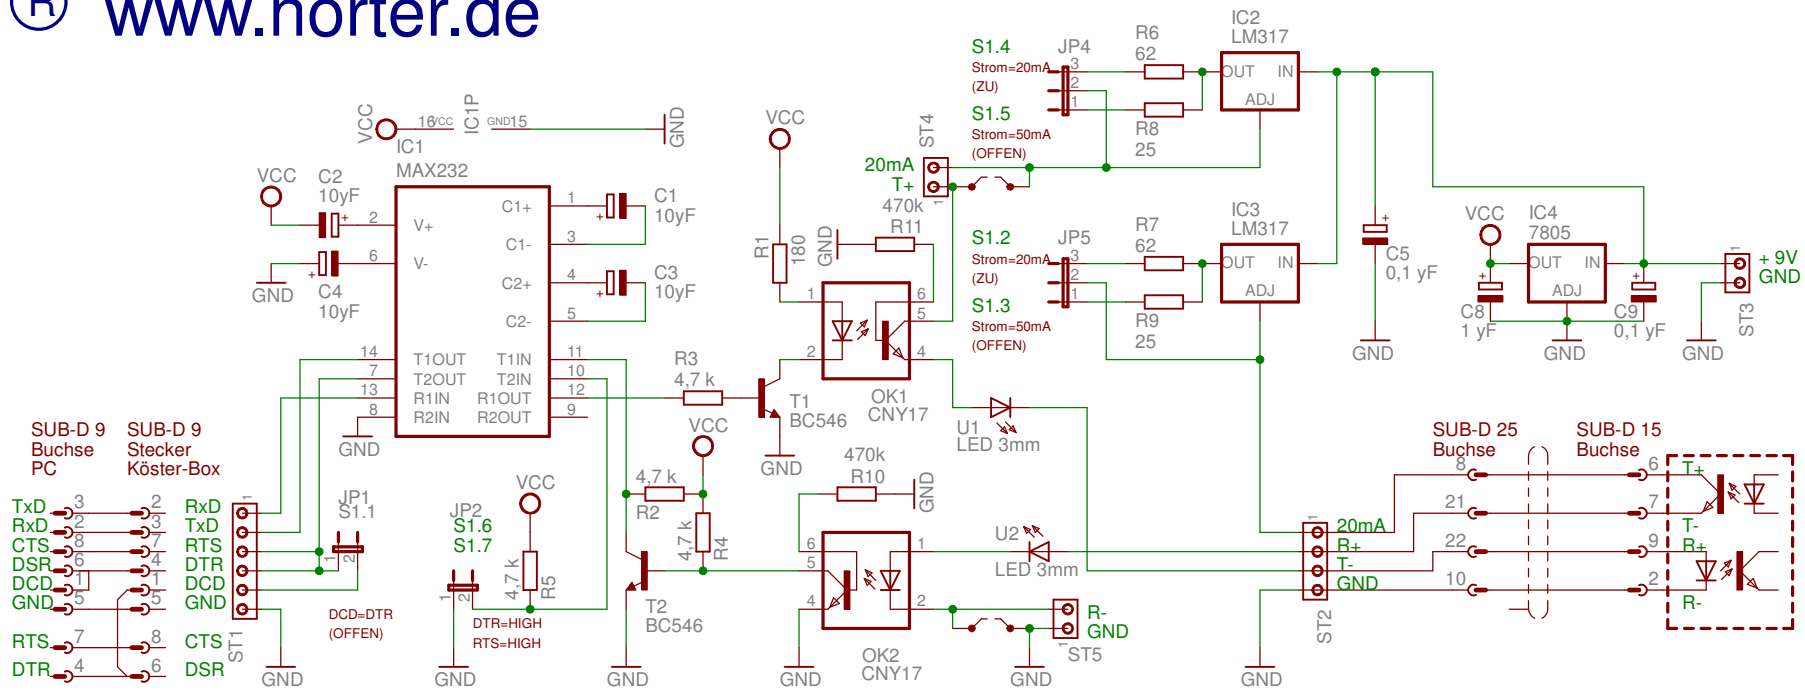 ® www.horter.de
VCC
16
VCC
IC1P
GND
15
GND
IC1
MAX232
VCC
C2
10yF
2
V+
6
V-
GND
C4
10yF
C1+
1
C1
10yF
C1-
3
C2+
4
C3
10yF
C2-
5
14
T1OUT
T1IN
11
7
T2OUT
T2IN
10
13
R1IN
R1OUT
12
8
R2IN
R2OUT
9
GND
R3
4,7 k
T1
BC546
GND
VCC
R1
180
GND
470k
R11
1
2
6
5
4
OK1
CNY17
U1
LED 3mm
ST4
20mA
T+
1
S1.4
Strom=20mA
(ZU)
S1.5
Strom=50mA
(OFFEN)
JP4
3
2
1
R6
62
R8
25
IC2
LM317
OUT
IN
ADJ
S1.2
Strom=20mA
(ZU)
S1.3
Strom=50mA
(OFFEN)
JP5
3
2
1
R7
62
R9
25
IC3
LM317
OUT
IN
ADJ
C5
0,1 yF
GND
VCC
C8
1 yF
IC4
7805
OUT
IN
ADJ
GND
C9
0,1 yF
GND
1
+ 9V
GND
ST3
SUB-D 9
Buchse
PC
SUB-D 9
Stecker
Köster-Box
TxD 3 2 RxD
RxD 2 3 TxD
CTS 8 7 RTS
DSR 6 4 DTR
DCD 1 1 DCD
GND 5 5 GND
RTS 7 8 CTS
DTR 4 6 DSR
1
ST1
GND
JP1
S1.1
1
2
DCD=DTR
(OFFEN)
JP2
S1.6
S1.7
1
2
GND
DTR=HIGH
RTS=HIGH
VCC
4,7 k
R5
4,7 k
R2
VCC
4,7 k
R4
T2
BC546
GND
470k
R10
GND
6
5
4
1
2
OK2
CNY17
GND
U2
LED 3mm
R-
GND
1
ST5
GND
1
20mA
R+
T-
GND
ST2
GND
SUB-D 25
Buchse
8
21
22
10
SUB-D 15
Buchse
6
7
9
2
T+
T-
R+
R-